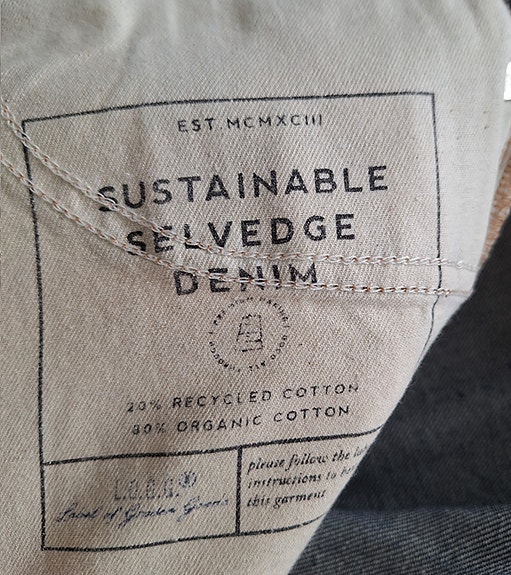 EST. MCMXCIII
SUSTAINABLE
SELVEDGE
DENIM
20% RECYCLED COTTON
80% ORGANIC COTTON
L.O.G.G.®
Label of Graded Goods
please follow the
instructions to
this garment